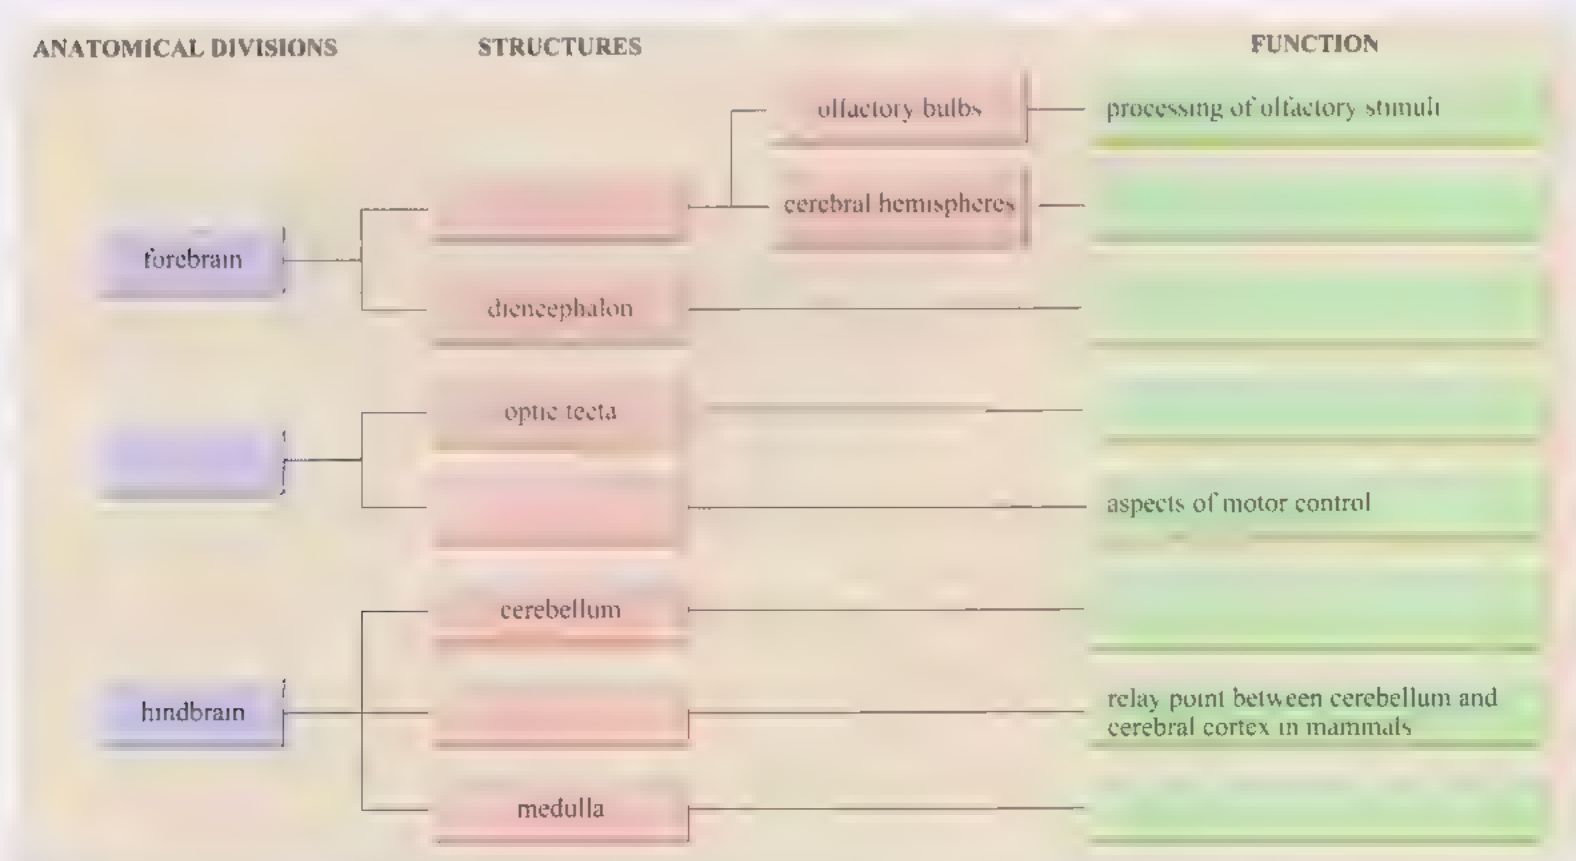 ANATOMICAL DIVISIONS
STRUCTURES
FUNCTION
olfactory bulbs
processing of olfactory stimuli
cerebral hemispheres
forebrain
diencephalon
optic tecta
aspects of motor control
cerebellum
hindbrain
relay point between cerebellum and
cerebral cortex in mammals
medulla